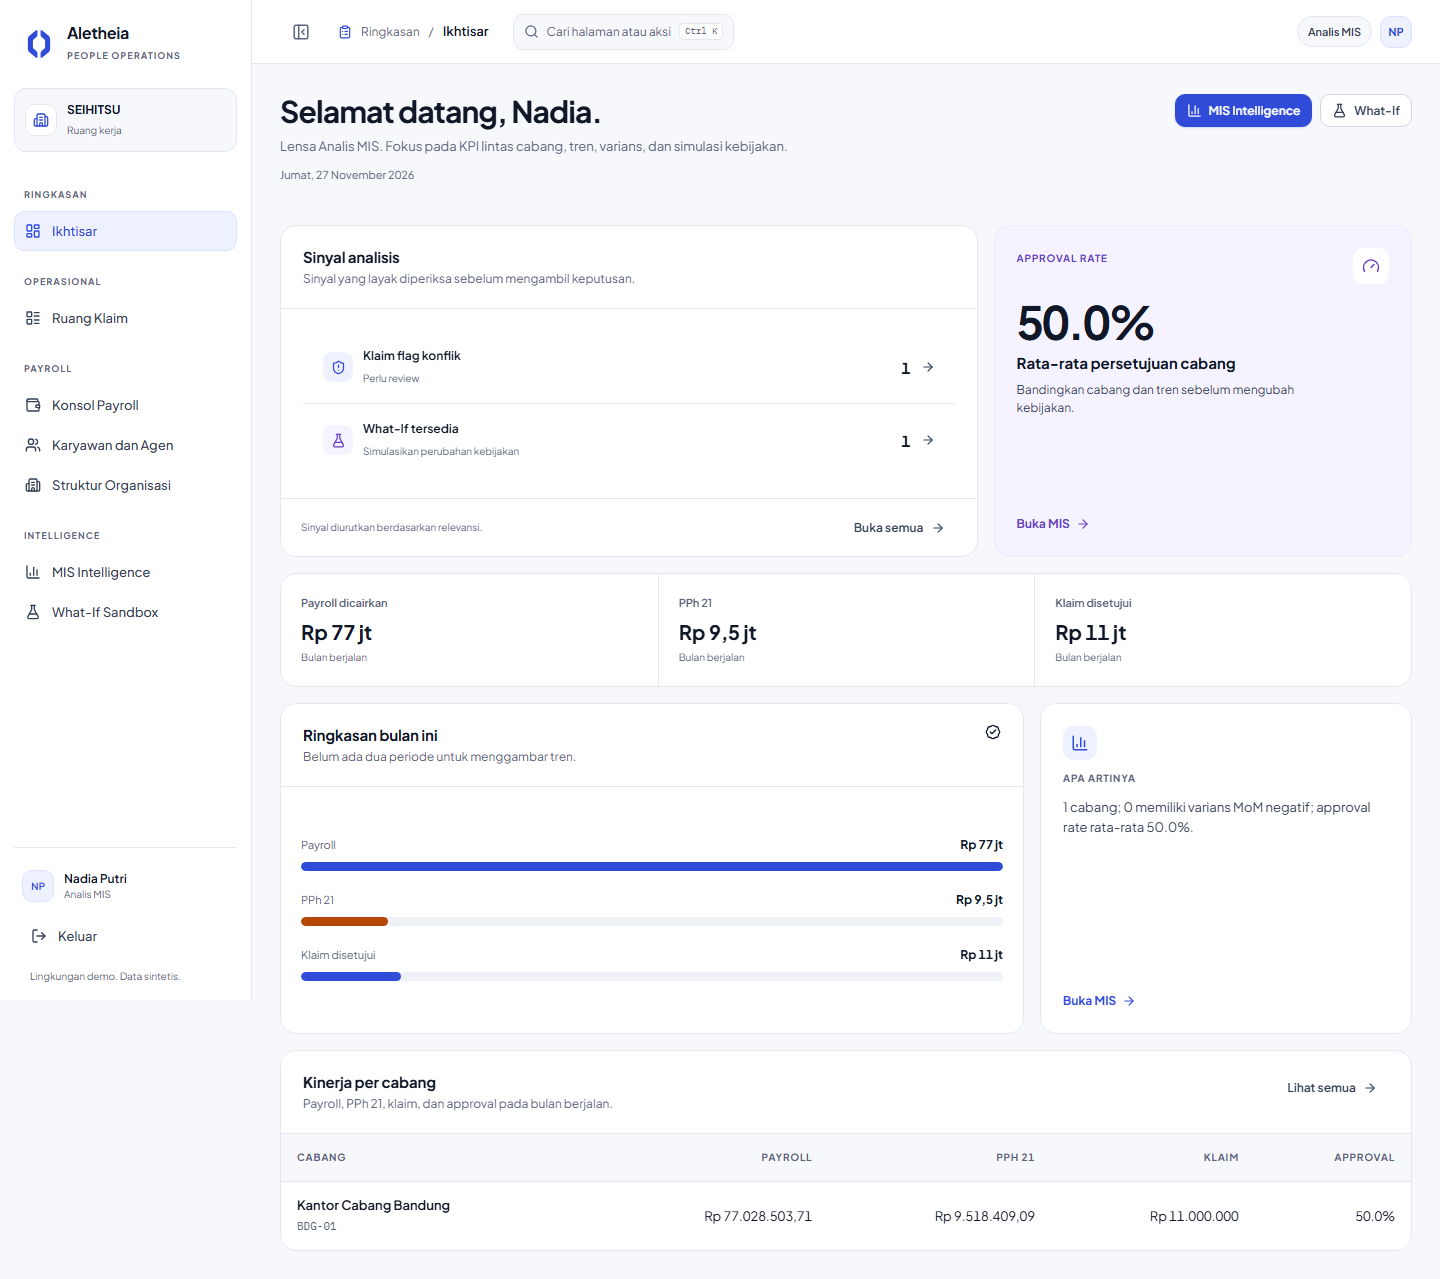 Aletheia
PEOPLE OPERATIONS
SEIHITSU
Ruang kerja
RINGKASAN
Ikhtisar
OPERASIONAL
Ruang Klaim
PAYROLL
Konsol Payroll
Karyawan dan Agen
Struktur Organisasi
INTELLIGENCE
MIS Intelligence
What-If Sandbox
NP
Nadia Putri
Analis MIS
Keluar
Lingkungan demo. Data sintetis.
Ringkasan / Ikhtisar
Cari halaman atau aksi Ctrl K
Analis MIS
NP
Selamat datang, Nadia.
Lensa Analis MIS. Fokus pada KPI lintas cabang, tren, varians, dan simulasi kebijakan.
Jumat, 27 November 2026
MIS Intelligence
What-If
Sinyal analisis
Sinyal yang layak diperiksa sebelum mengambil keputusan.
Klaim flag konflik
Perlu review
1
What-If tersedia
Simulasikan perubahan kebijakan
1
Sinyal diurutkan berdasarkan relevansi.
Buka semua
APPROVAL RATE
50.0%
Rata-rata persetujuan cabang
Bandingkan cabang dan tren sebelum mengubah
kebijakan.
Buka MIS
Payroll dicairkan
Rp 77 jt
Bulan berjalan
PPh 21
Rp 9,5 jt
Bulan berjalan
Klaim disetujui
Rp 11 jt
Bulan berjalan
Ringkasan bulan ini
Belum ada dua periode untuk menggambar tren.
Payroll Rp 77 jt
PPh 21 Rp 9,5 jt
Klaim disetujui Rp 11 jt
APA ARTINYA
1 cabang; 0 memiliki varians MoM negatif; approval
rate rata-rata 50.0%.
Buka MIS
Kinerja per cabang
Payroll, PPh 21, klaim, dan approval pada bulan berjalan.
Lihat semua
CABANG PAYROLL PPH 21 KLAIM APPROVAL
Kantor Cabang Bandung
BDG-01
Rp 77.028.503,71 Rp 9.518.409,09 Rp 11.000.000 50.0%